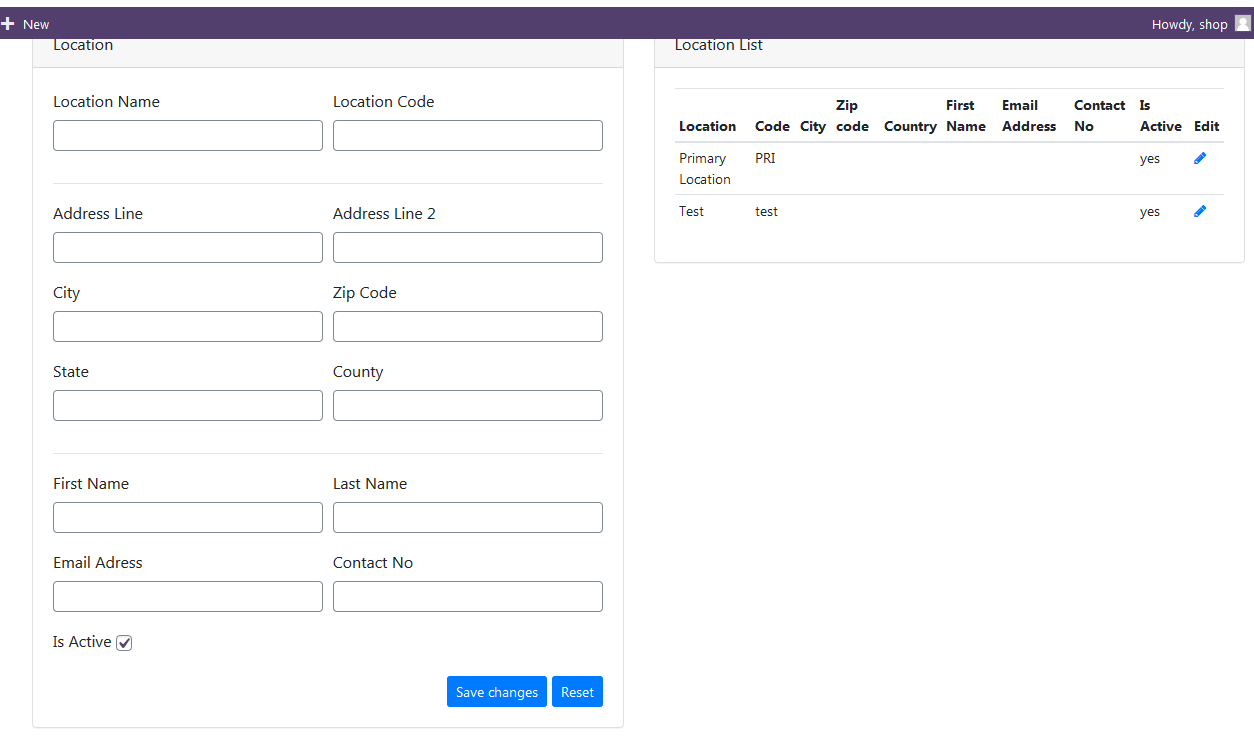 New
Howdy, shop
Location
Location Name
Location Code
Address Line
Address Line 2
City
Zip Code
State
County
First Name
Last Name
Email Adress
Contact No
Is Active
Save changes
Reset
Location List
Location Code City Zip code Country First Name Email Address Contact No Is Active Edit
Primary Location PRI yes
Test test yes